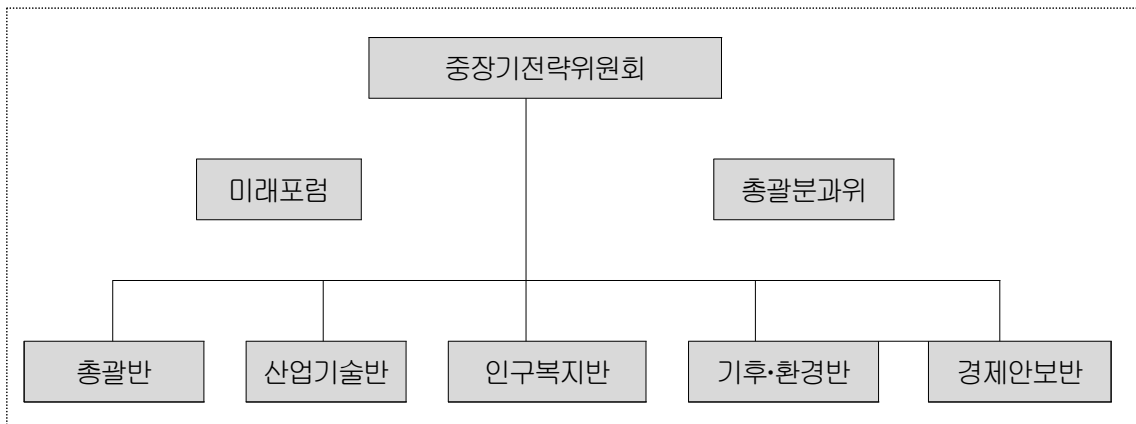 중장기전략위원회
미래포럼
총괄분과위
총괄반
산업기술반
인구복지반
기후·환경반
경제안보반